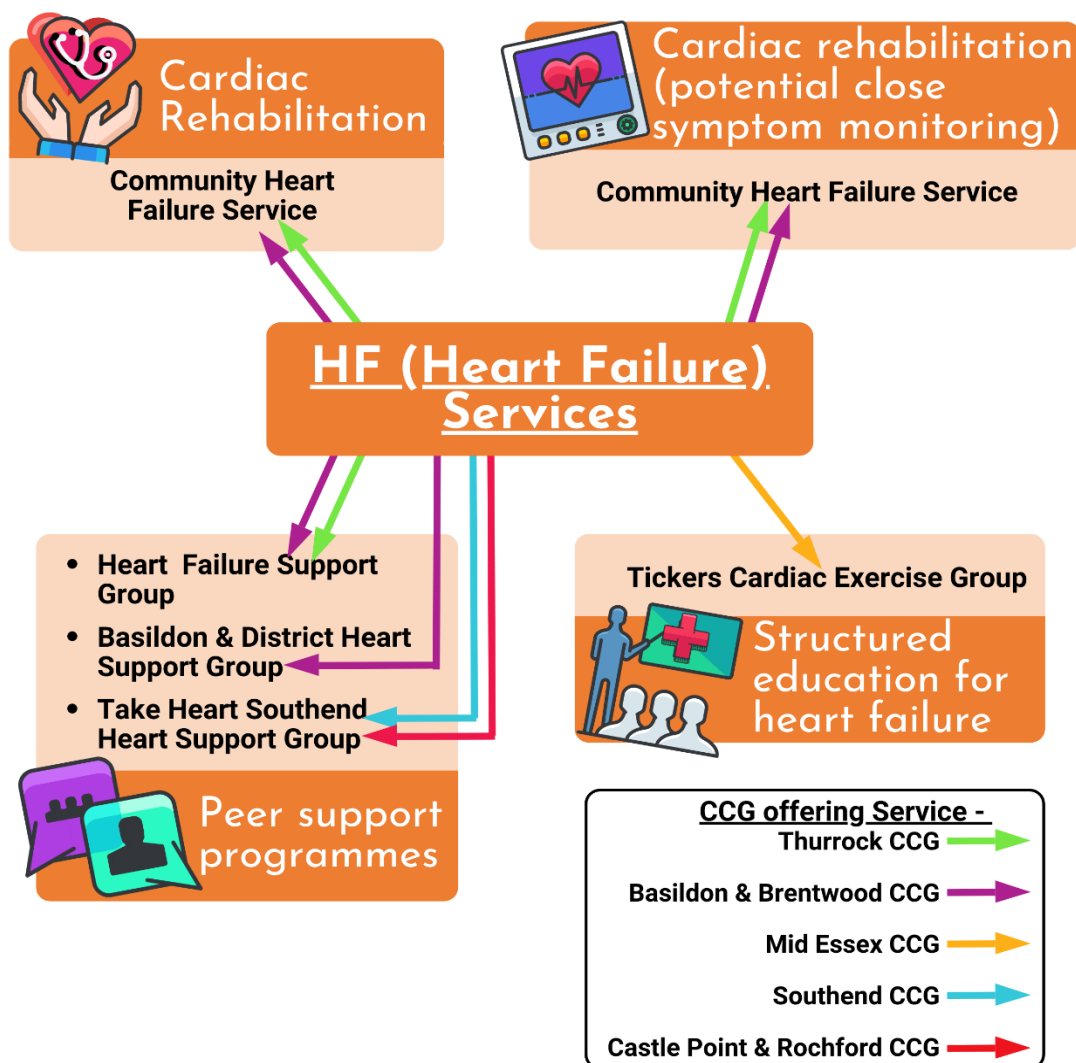 Cardiac
Rehabilitation
Community Heart
Failure Service
Cardiac rehabilitation
(potential close
symptom monitoring)
Community Heart Failure Service
HF (Heart Failure)
Services
• Heart Failure Support
Group
• Basildon & District Heart
Support Group
• Take Heart Southend
Heart Support Group
Peer support
programmes
Tickers Cardiac Exercise Group
Structured
education for
heart failure
CCG offering Service -
Thurrock CCG
Basildon & Brentwood CCG
Mid Essex CCG
Southend CCG
Castle Point & Rochford CCG